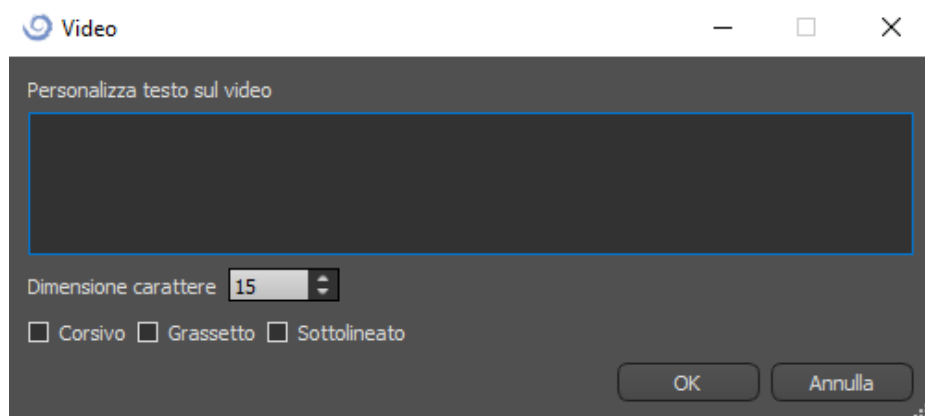 Video
Personalizza testo sul video
Dimensione carattere 15
Corsivo Grassetto Sottolineato
OK Annulla